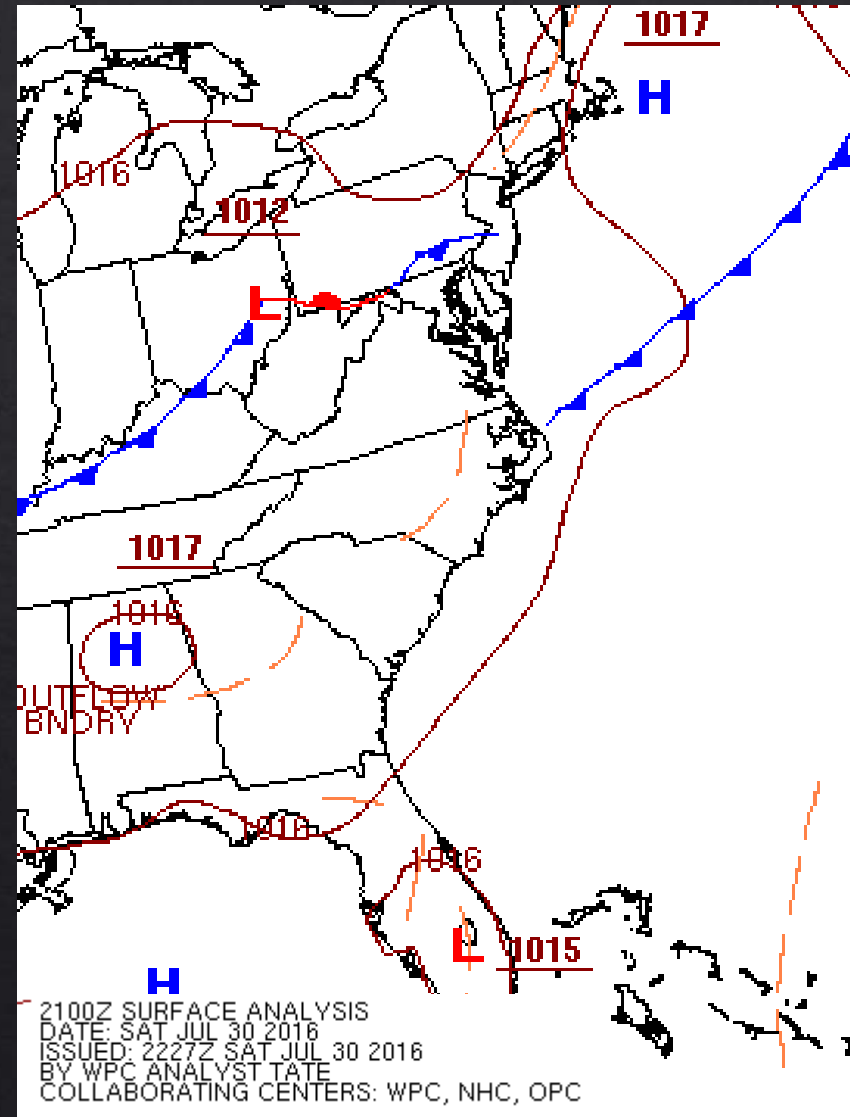 1017
H
1016
1012
L
1017
1016
H
OUTFLOW
BNDRY
1016
1016
L
1015
H
2100Z SURFACE ANALYSIS
DATE: SAT JUL 30 2016
ISSUED: 2227Z SAT JUL 30 2016
BY WPC ANALYST TATE
COLLABORATING CENTERS: WPC, NHC, OPC